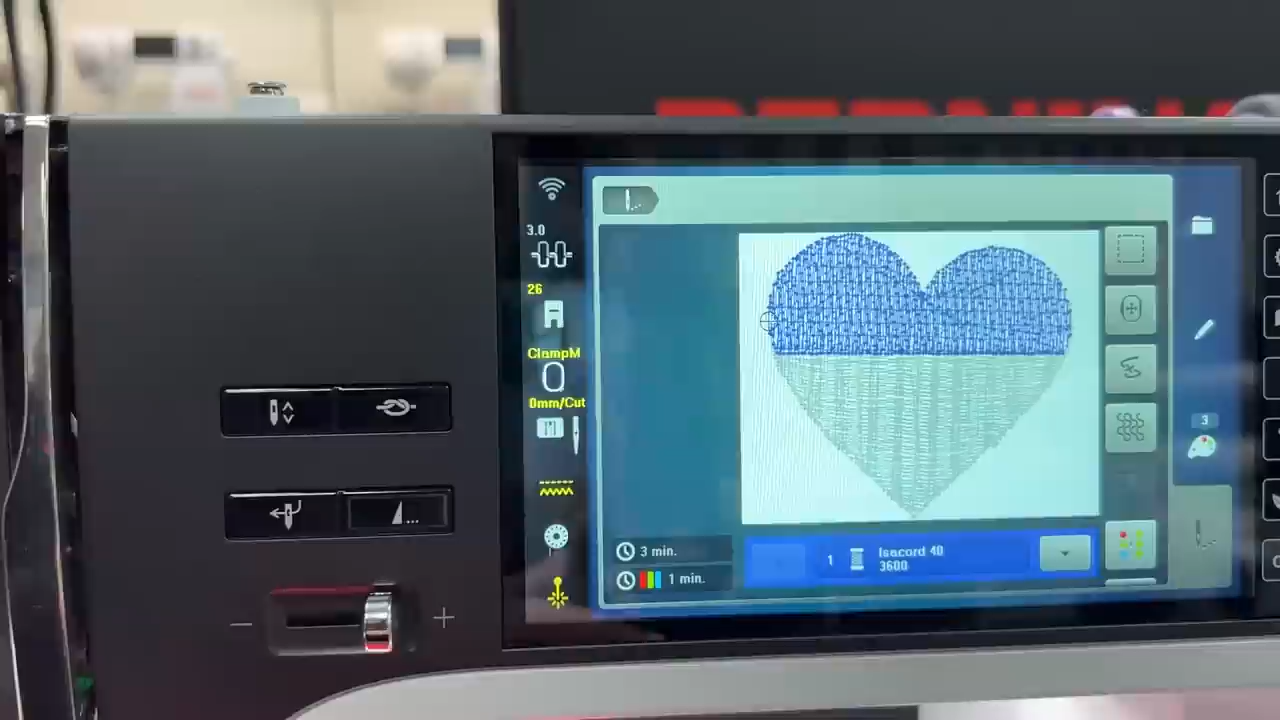 3.0
26
ClampM
0mm/Cut
3 min.
1 min.
1
Isacord 40
3600
3